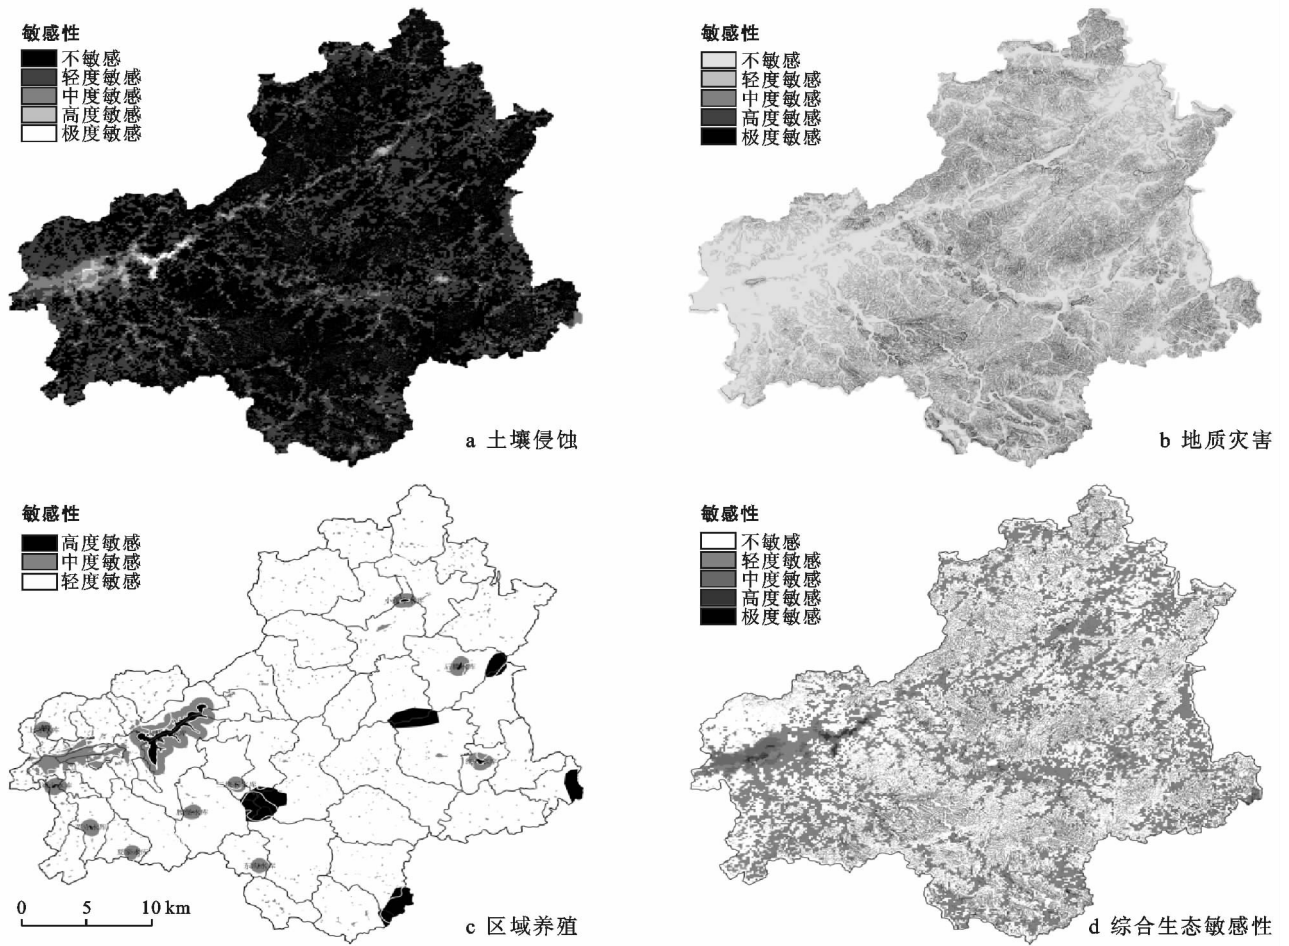 敏感性
不敏感
轻度敏感
中度敏感
高度敏感
极度敏感
a 土壤侵蚀
敏感性
不敏感
轻度敏感
中度敏感
高度敏感
极度敏感
b 地质灾害
敏感性
高度敏感
中度敏感
轻度敏感
0 5 10 km
c 区域养殖
敏感性
不敏感
轻度敏感
中度敏感
高度敏感
极度敏感
d 综合生态敏感性